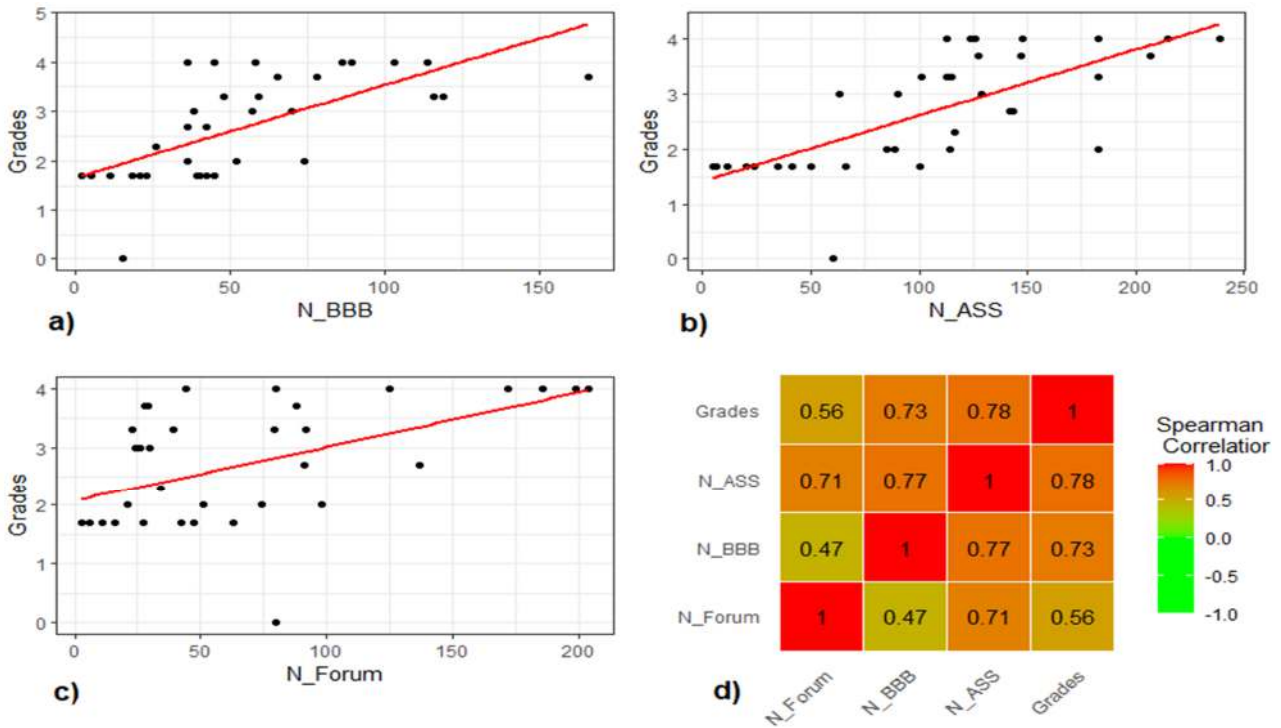 5
4
3
2
1
0
Grades
0 50 100 150
N_BBB
a)
4
3
2
1
0
Grades
0 50 100 150 200 250
N_ASS
b)
4
3
2
1
0
Grades
0 50 100 150 200
N_Forum
c)
Grades 0.56 0.73 0.78 1
N_ASS 0.71 0.77 1 0.78
N_BBB 0.47 1 0.77 0.73
N_Forum 1 0.47 0.71 0.56
N_Forum N_BBB N_ASS Grades
d)
Spearman
Correlatior
1.0
0.5
0.0
-0.5
-1.0